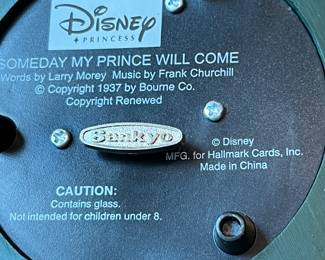 Disney
PRINCESS
SOMEDAY MY PRINCE WILL COME
Words by Larry Morey Music by Frank Churchill
© Copyright 1937 by Bourne Co.
Copyright Renewed
Sankyo
© Disney
MFG. for Hallmark Cards, Inc.
Made in China
CAUTION:
Contains glass.
Not intended for children under 8.